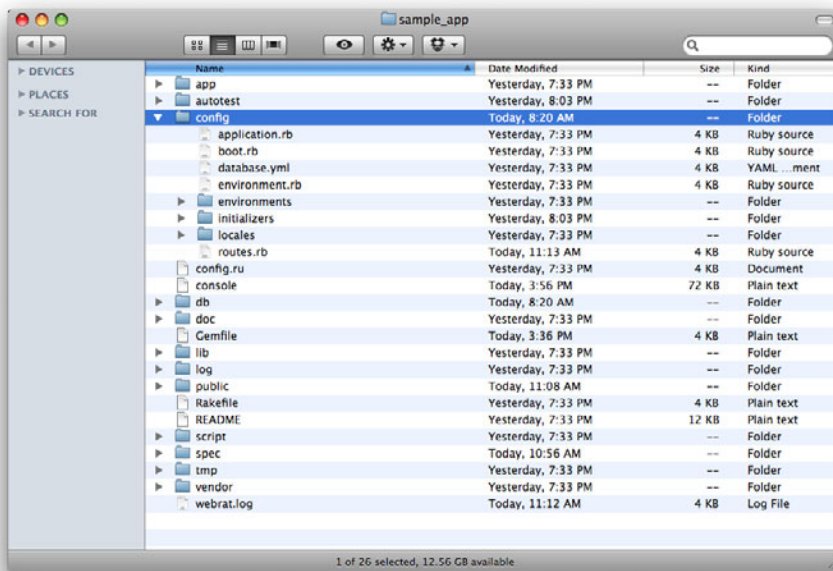 sample_app
DEVICES
PLACES
SEARCH FOR
Name Date Modified Size Kind
app Yesterday, 7:33 PM -- Folder
autotest Yesterday, 8:03 PM -- Folder
config Today, 8:20 AM -- Folder
application.rb Yesterday, 7:33 PM 4 KB Ruby source
boot.rb Yesterday, 7:33 PM 4 KB Ruby source
database.yml Yesterday, 7:33 PM 4 KB YAML ...ment
environment.rb Yesterday, 7:33 PM 4 KB Ruby source
environments Yesterday, 7:33 PM -- Folder
initializers Yesterday, 8:03 PM -- Folder
locales Yesterday, 7:33 PM -- Folder
routes.rb Today, 11:13 AM 4 KB Ruby source
config.ru Yesterday, 7:33 PM 4 KB Document
console Today, 3:56 PM 72 KB Plain text
db Today, 8:20 AM -- Folder
doc Yesterday, 7:33 PM -- Folder
Gemfile Today, 3:36 PM 4 KB Plain text
lib Yesterday, 7:33 PM -- Folder
log Yesterday, 7:33 PM -- Folder
public Today, 11:08 AM -- Folder
Rakefile Yesterday, 7:33 PM 4 KB Plain text
README Yesterday, 7:33 PM 12 KB Plain text
script Yesterday, 7:33 PM -- Folder
spec Today, 10:56 AM -- Folder
tmp Yesterday, 7:33 PM -- Folder
vendor Yesterday, 7:33 PM -- Folder
webrat.log Today, 11:12 AM 4 KB Log File
1 of 26 selected, 12.56 GB available